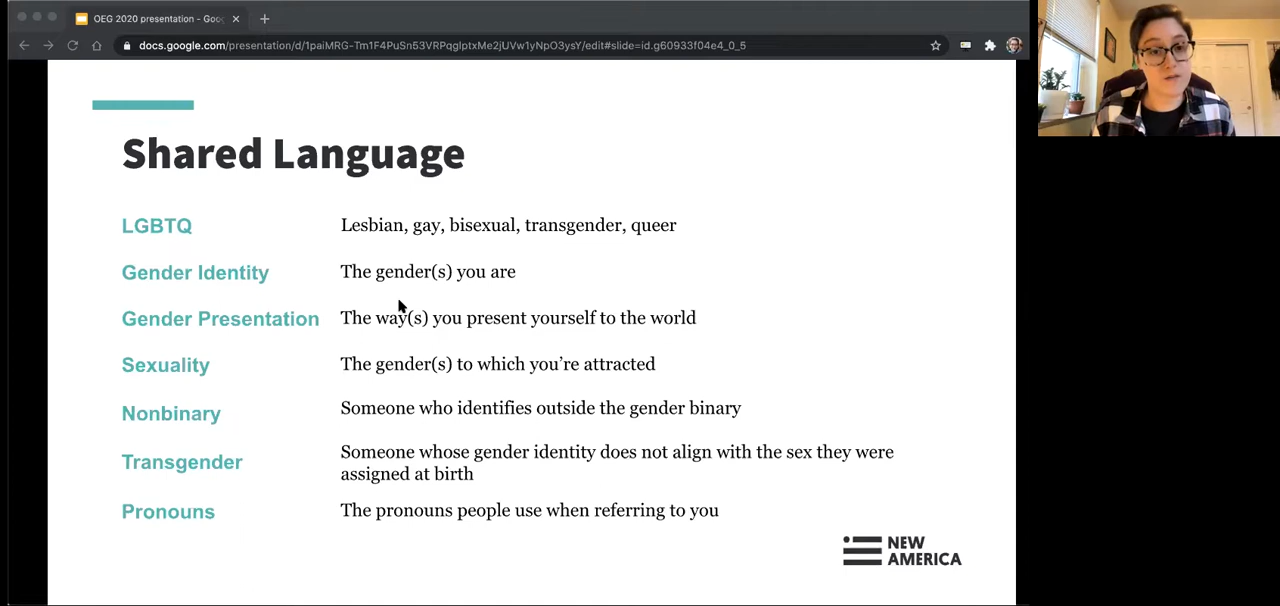 OEG 2020 presentation - Goo
docs.google.com/presentation/d/1paiMRG-Tm1F4PuSn53VRPqglptxMe2jUVw1yNpO3ysY/edit#slide=id.g60933f04e4_0_5
Shared Language
LGBTQ Lesbian, gay, bisexual, transgender, queer
Gender Identity The gender(s) you are
Gender Presentation The way(s) you present yourself to the world
Sexuality The gender(s) to which you’re attracted
Nonbinary Someone who identifies outside the gender binary
Transgender Someone whose gender identity does not align with the sex they were
assigned at birth
Pronouns The pronouns people use when referring to you
NEW
AMERICA